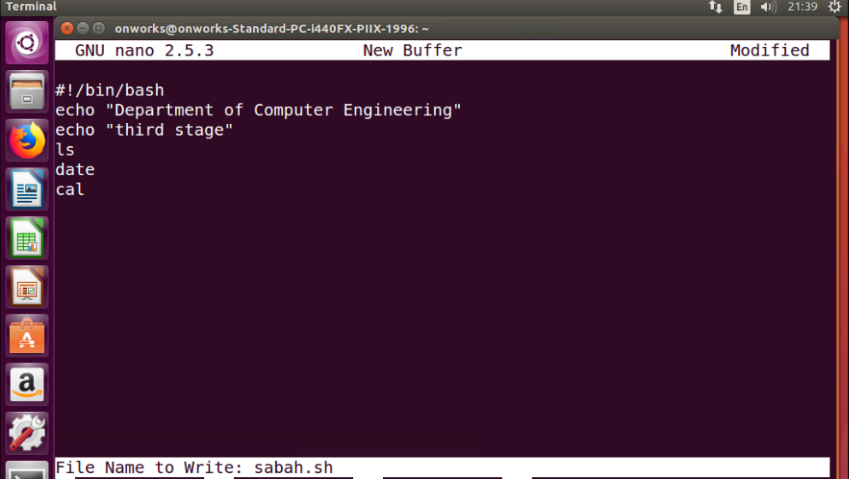 Terminal
En
21:39
onworks@onworks-Standard-PC-i440FX-PIIX-1996: ~
GNU nano 2.5.3 New Buffer Modified
#!/bin/bash
echo "Department of Computer Engineering"
echo "third stage"
ls
date
cal
File Name to Write: sabah.sh